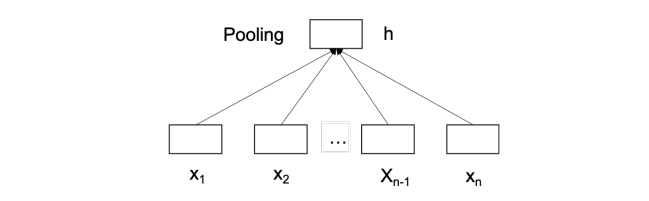 Pooling h
...
x₁ x₂ Xₙ₋₁ xₙ